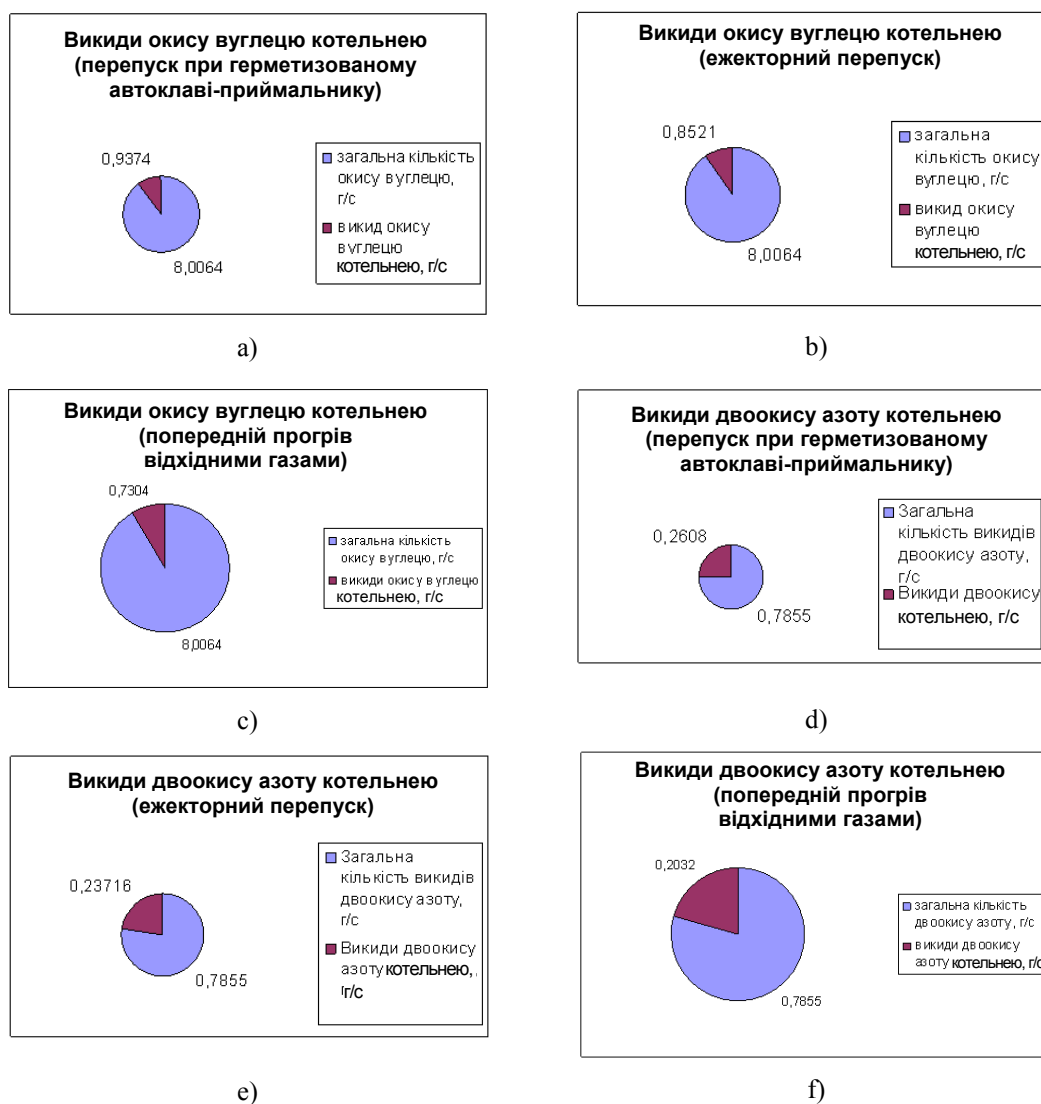 Викиди окису вуглецю котельнею
(перепуск при герметизованому
автоклаві-приймальнику)
0,9374
8,0064
загальна кількість
окису вуглецю,
г/с
викид окису
вуглецю
котельнею, г/с
a)
Викиди окису вуглецю котельнею
(ежекторний перепуск)
0,8521
8,0064
загальна
кількість окису
вуглецю, г/с
викид окису
вуглецю
котельнею, г/с
b)
Викиди окису вуглецю котельнею
(попередній прогрів
відхідними газами)
0,7304
8,0064
загальна кількість
окису вуглецю, г/с
викиди окису вуглецю
котельнею, г/с
c)
Викиди двоокису азоту котельнею
(перепуск при герметизованому
автоклаві-приймальнику)
0,2608
0,7855
Загальна
кількість викидів
двоокису азоту,
г/с
Викиди двоокису
котельнею, г/с
d)
Викиди двоокису азоту котельнею
(ежекторний перепуск)
0,23716
0,7855
Загальна
кількість викидів
двоокису азоту,
г/с
Викиди двоокису
азоту котельнею,
г/с
e)
Викиди двоокису азоту котельнею
(попередній прогрів
відхідними газами)
0,2032
0,7855
загальна кількість
двоокису азоту, г/с
викиди двоокису
азоту котельнею, г/с
f)